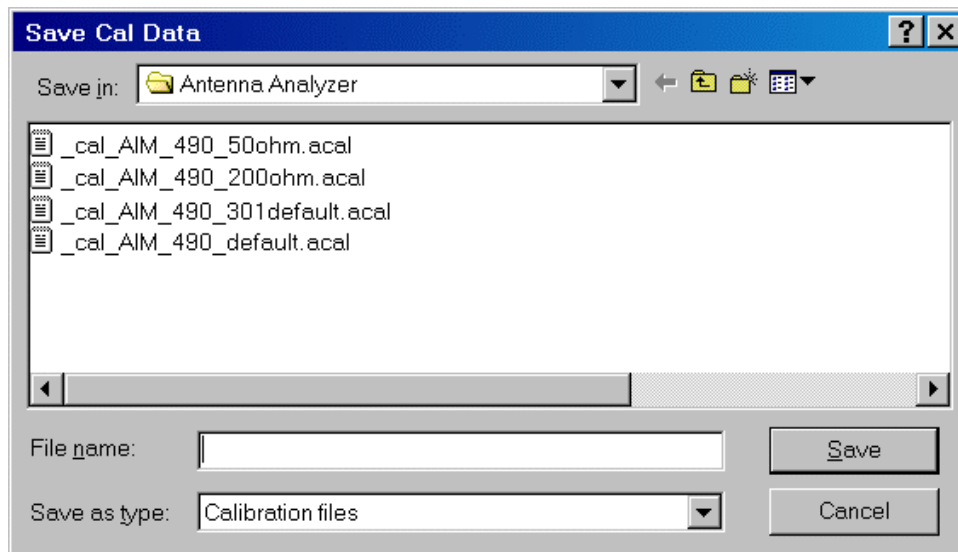 Save Cal Data
Save in: Antenna Analyzer
_cal_AIM_490_50ohm.acal
_cal_AIM_490_200ohm.acal
_cal_AIM_490_301default.acal
_cal_AIM_490_default.acal
File name: Save
Save as type: Calibration files Cancel